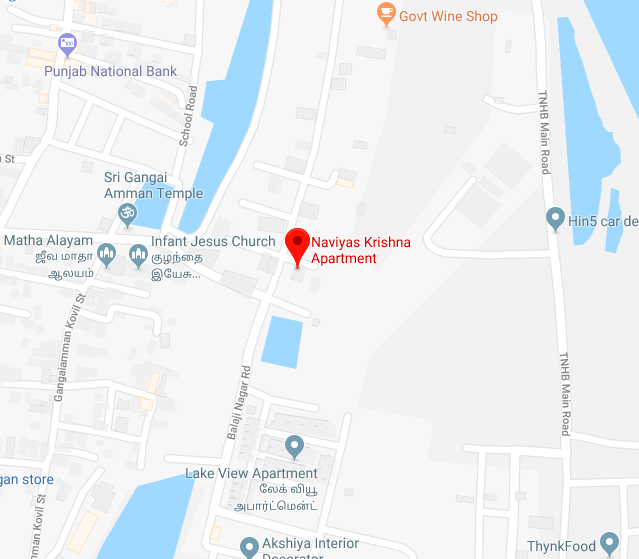 Govt Wine Shop
Punjab National Bank
School Road
TNHB Main Road
St
Sri Gangai
Amman Temple
Hin5 car de
Matha Alayam
ஜீவ மாதா
ஆலயம்
Infant Jesus Church
குழந்தை
இயேசு...
Naviyas Krishna
Apartment
Gangaiamman Kovil St
Balaji Nagar Rd
TNHB Main Road
Lake View Apartment
லேக் வியூ
அபார்ட்மென்ட்
gan store
mman Kovil St
Akshiya Interior
Decorator
ThynkFood